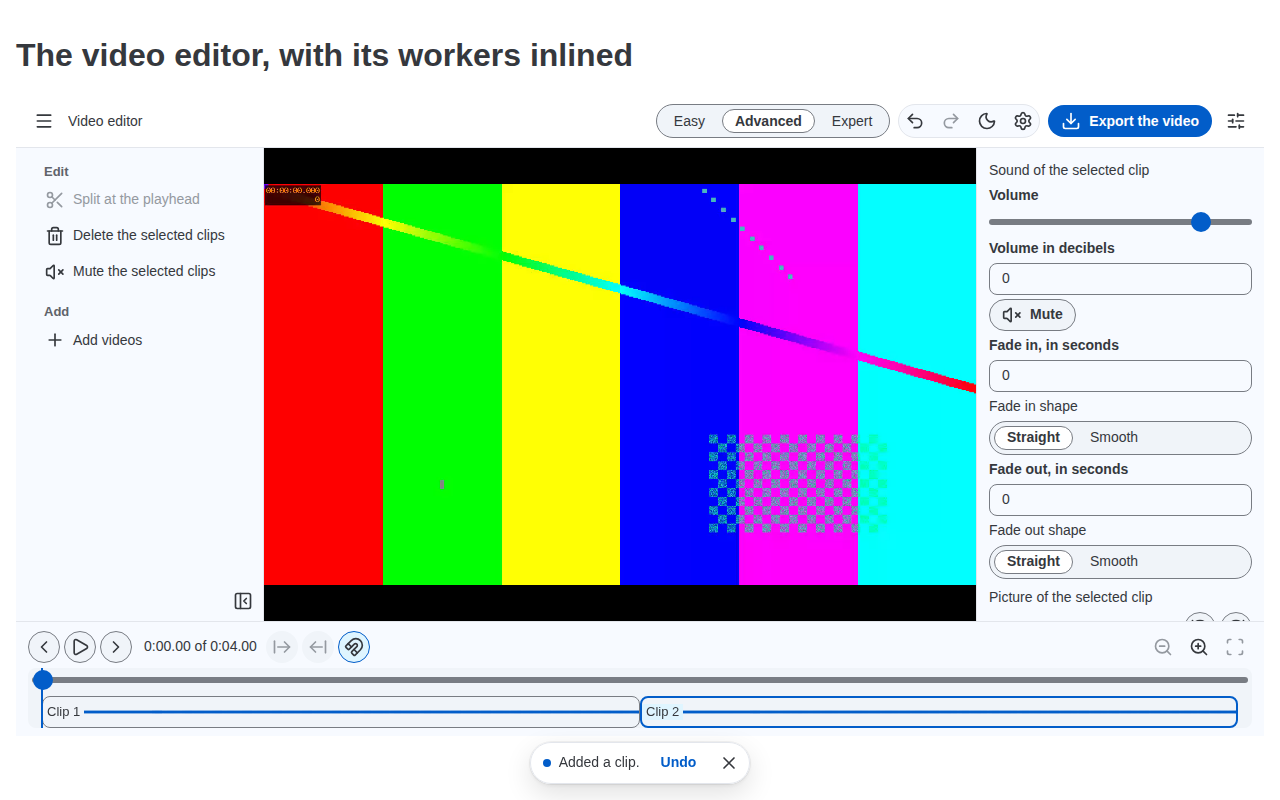 The video editor, with its workers inlined
Video editor
Easy
Advanced
Expert
Export the video
Edit
Split at the playhead
Delete the selected clips
Mute the selected clips
Add
Add videos
00:00:00.000
0
Sound of the selected clip
Volume
Volume in decibels
0
Mute
Fade in, in seconds
0
Fade in shape
Straight
Smooth
Fade out, in seconds
0
Fade out shape
Straight
Smooth
Picture of the selected clip
0:00.00 of 0:04.00
Clip 1
Clip 2
Added a clip.
Undo